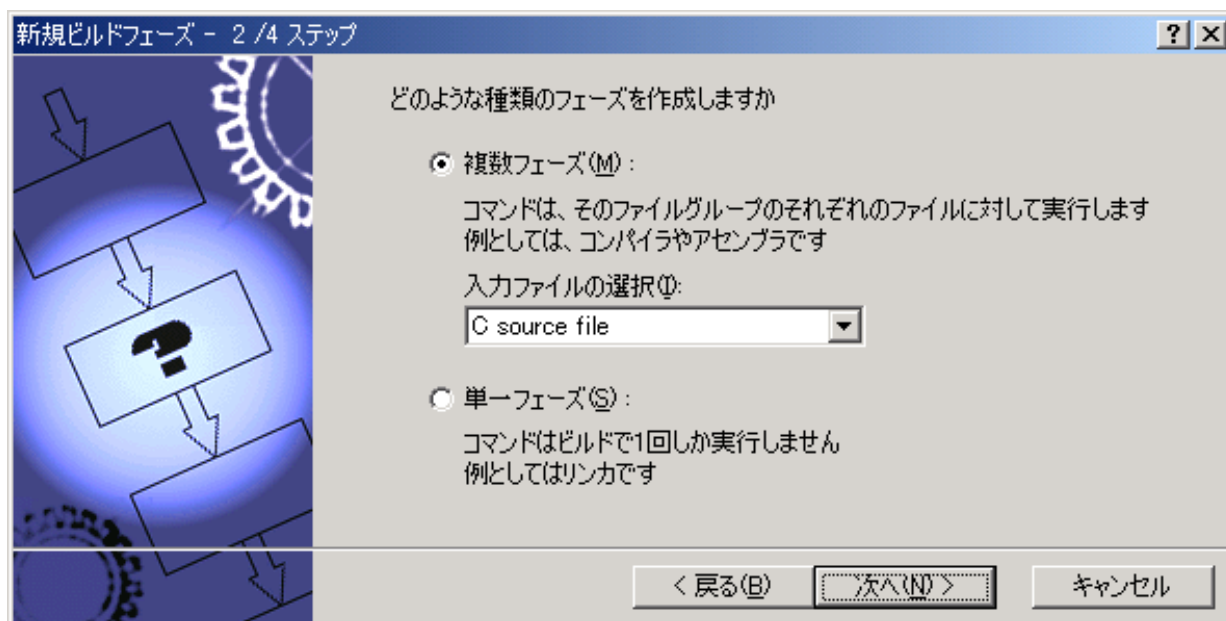 新規ビルドフェーズ - 2 /4 ステップ
どのような種類のフェーズを作成しますか
複数フェーズ(M) :
コマンドは、そのファイルグループのそれぞれのファイルに対して実行します
例としては、コンパイラやアセンブラです
入力ファイルの選択(I):
C source file
単一フェーズ(S) :
コマンドはビルドで1回しか実行しません
例としてはリンカです
< 戻る(B) 次へ(N) > キャンセル